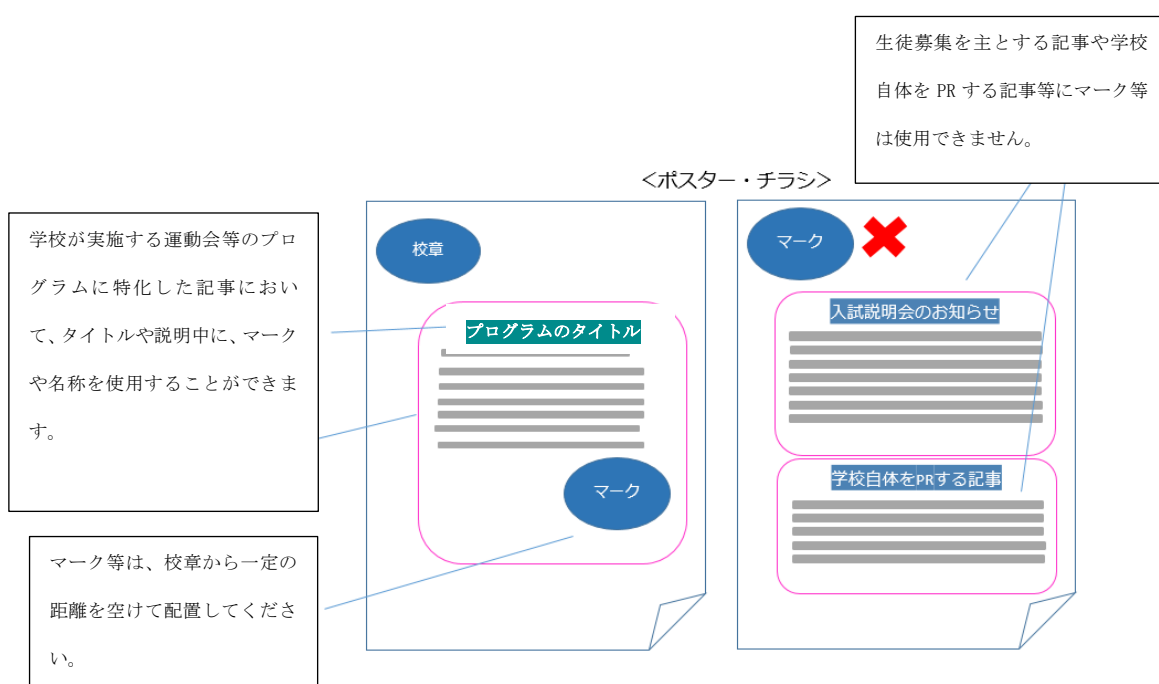 生徒募集を主とする記事や学校
自体を PR する記事等にマーク等
は使用できません。
<ポスター・チラシ>
学校が実施する運動会等のプロ
グラムに特化した記事におい
て、タイトルや説明中に、マーク
や名称を使用することができま
す。
校章
プログラムのタイトル
マーク
マーク等は、校章から一定の
距離を空けて配置してくださ
い。
マーク
入試説明会のお知らせ
学校自体をPRする記事